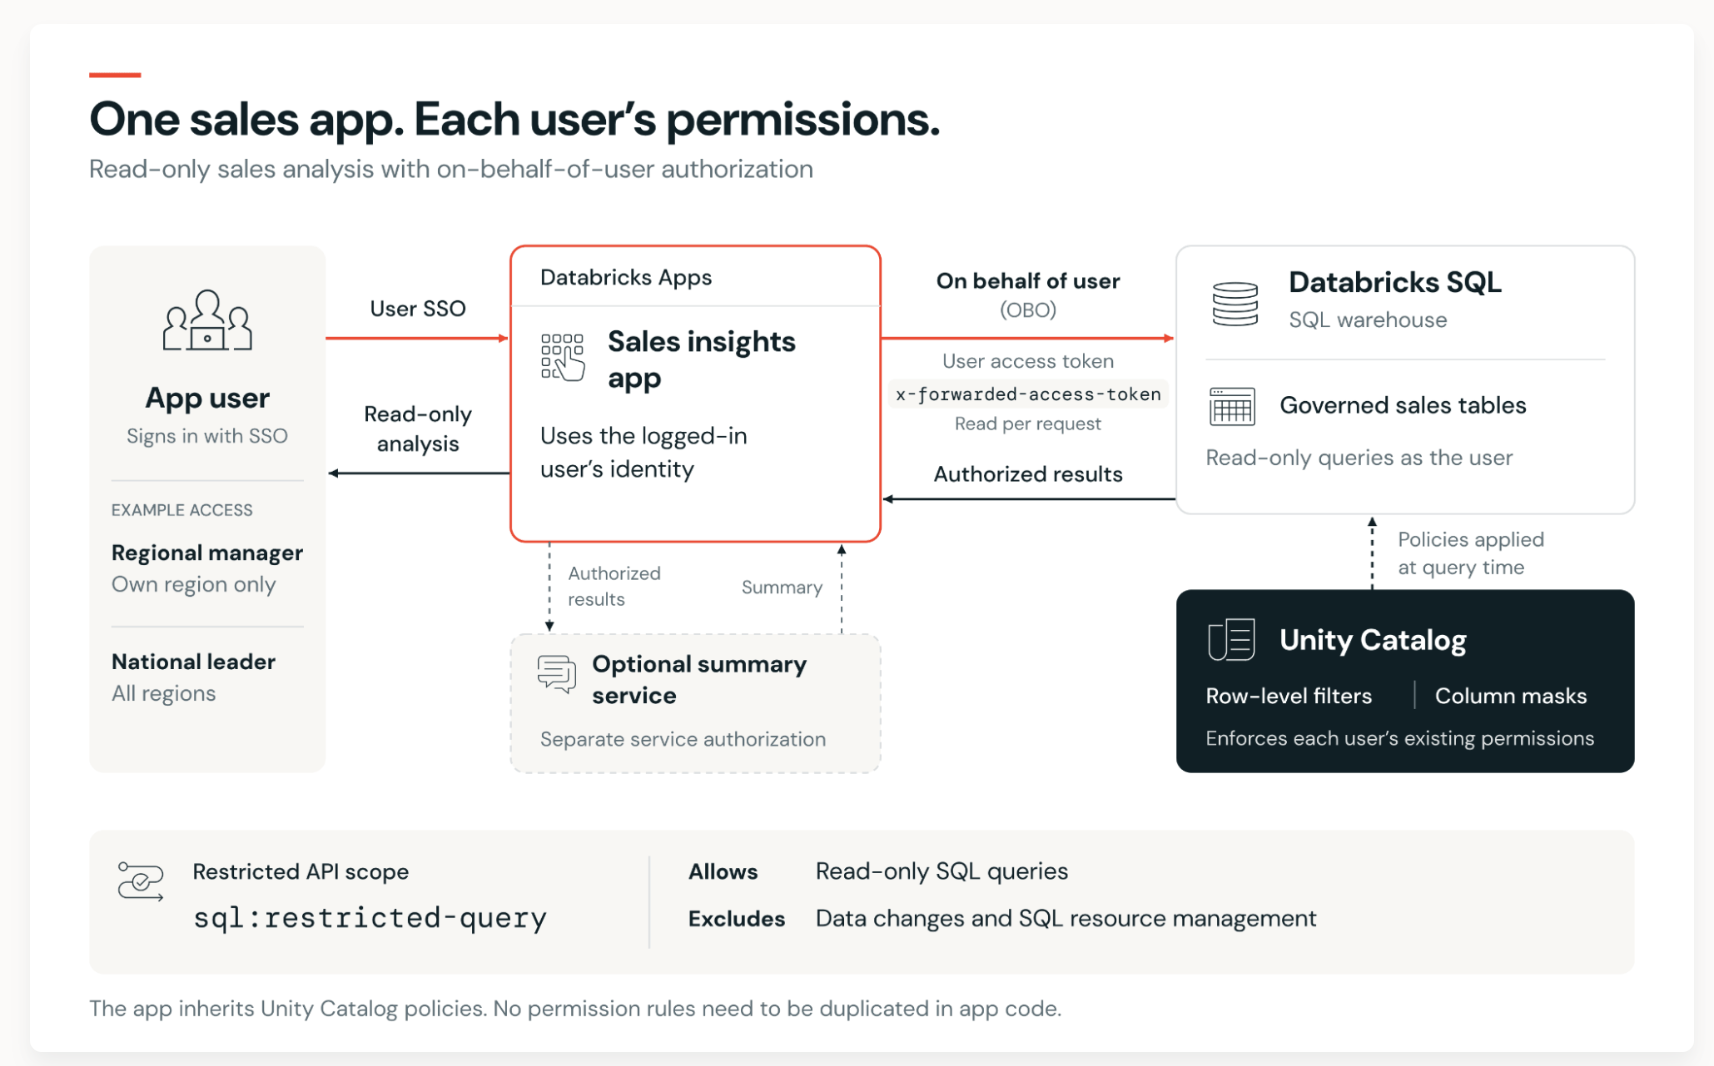 One sales app. Each user’s permissions.
Read-only sales analysis with on-behalf-of-user authorization
App user
Signs in with SSO
EXAMPLE ACCESS
Regional manager
Own region only
National leader
All regions
User SSO
Read-only
analysis
Databricks Apps
Sales insights
app
Uses the logged-in
user’s identity
Authorized
results
Summary
Optional summary
service
Separate service authorization
On behalf of user
(OBO)
User access token
x-forwarded-access-token
Read per request
Authorized results
Databricks SQL
SQL warehouse
Governed sales tables
Read-only queries as the user
Policies applied
at query time
Unity Catalog
Row-level filters
Column masks
Enforces each user’s existing permissions
Restricted API scope
sql:restricted-query
Allows Read-only SQL queries
Excludes Data changes and SQL resource management
The app inherits Unity Catalog policies. No permission rules need to be duplicated in app code.